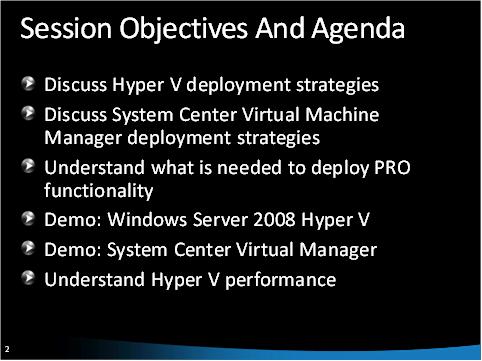 Session Objectives And Agenda
Discuss Hyper V deployment strategies
Discuss System Center Virtual Machine
Manager deployment strategies
Understand what is needed to deploy PRO
functionality
Demo: Windows Server 2008 Hyper V
Demo: System Center Virtual Manager
Understand Hyper V performance
2